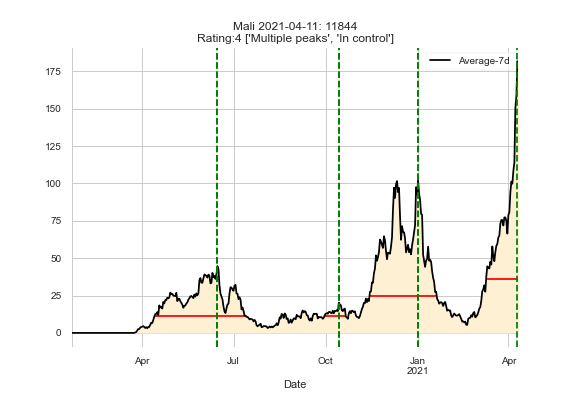 Mali 2021-04-11: 11844
Rating:4 ['Multiple peaks', 'In control']
Average-7d
175
150
125
100
75
50
25
0
Apr
Jul
Oct
Jan
2021
Apr
Date